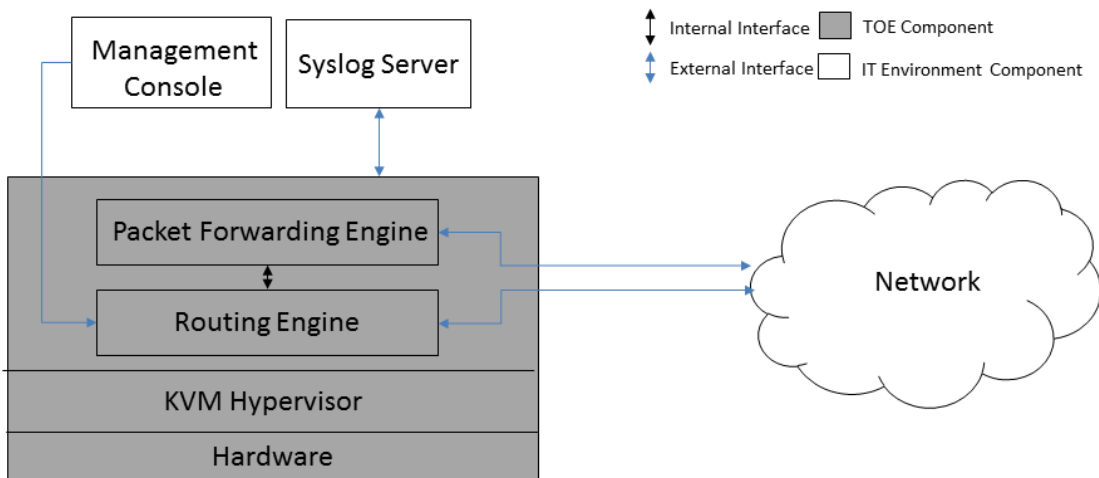 Management
Console
Syslog Server
Internal Interface
TOE Component
External Interface
IT Environment Component
Packet Forwarding Engine
Routing Engine
KVM Hypervisor
Hardware
Network